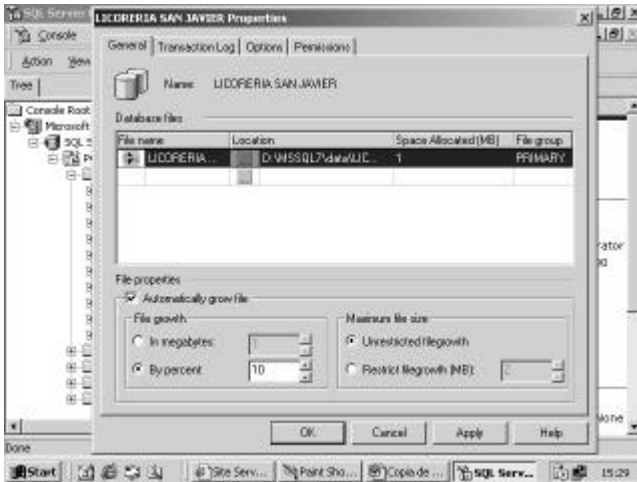 SQL Server
LICORERIA SAN JAVIER Properties
Console
Action View
Tree
Console Root
Microsoft
SQL S
General
Transaction Log
Options
Permissions
Name: LICORERIA SAN JAVIER
Database files
File name Location Space Allocated (MB) File group
LICORERIA... D:\MSSQL7\data\LIC... 1 PRIMARY
...
File properties
Automatically grow file
File growth
In megabytes: 1
By percent: 10
Maximum file size
Unrestricted filegrowth
Restrict filegrowth (MB): 2
rator
None
OK Cancel Apply Help
Done
Start
Site Serv...
Paint Sho...
Copia de ...
SQL Serv...
15:29